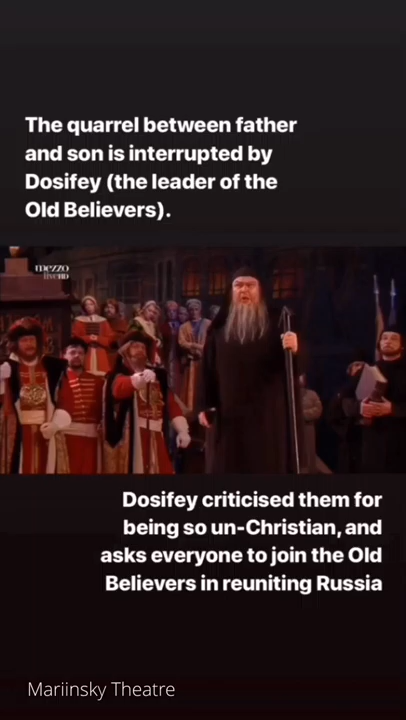 The quarrel between father
and son is interrupted by
Dosifey (the leader of the
Old Believers).
mezzo
liveHD
Dosifey criticised them for
being so un-Christian, and
asks everyone to join the Old
Believers in reuniting Russia
Mariinsky Theatre